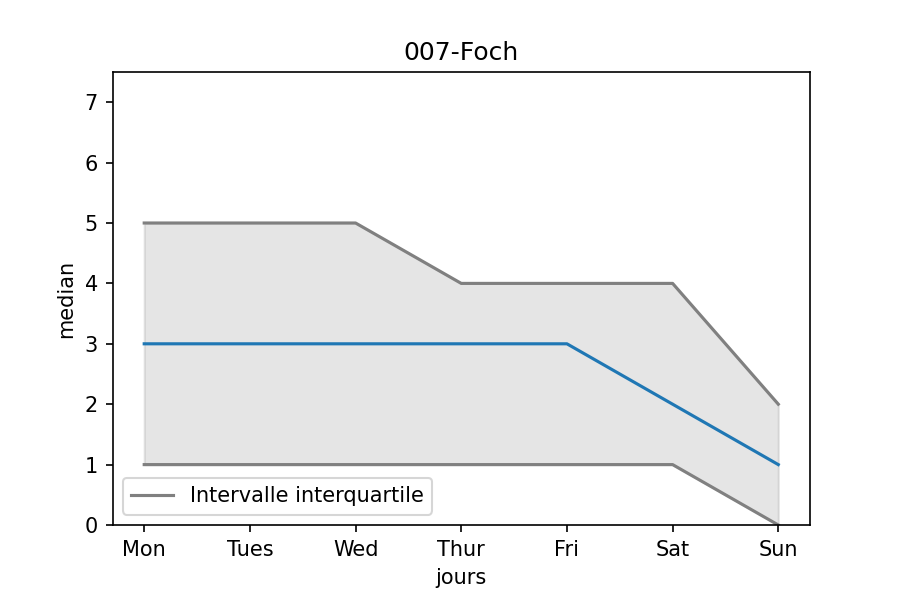 007-Foch
7
6
5
4
3
2
1
0
median
Intervalle interquartile
Mon Tues Wed Thur Fri Sat Sun
jours